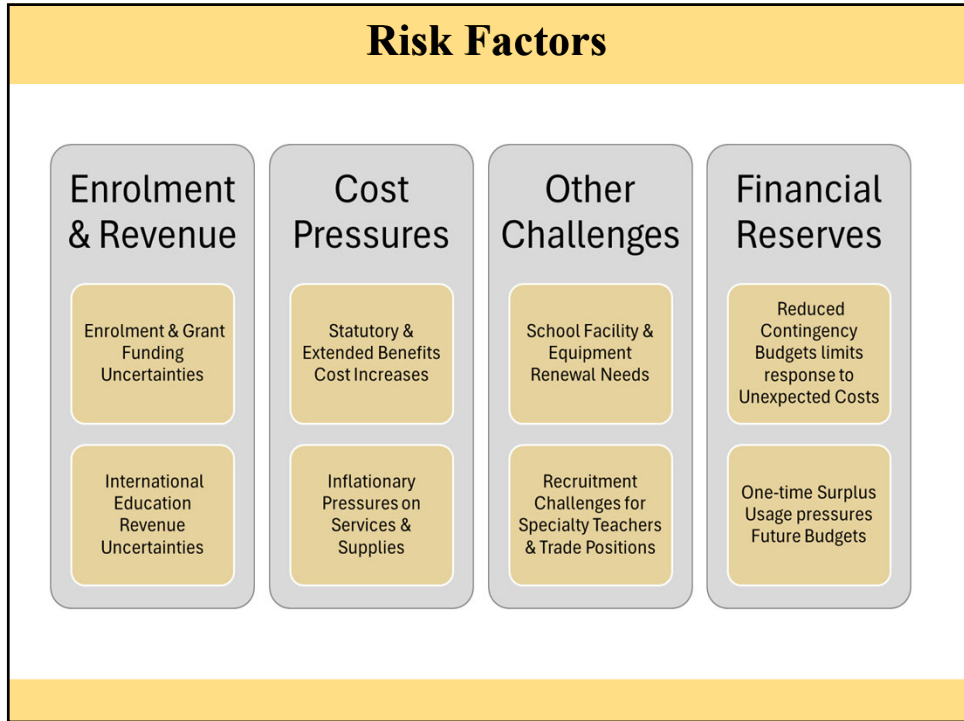 Risk Factors
Enrolment
& Revenue
Enrolment & Grant
Funding
Uncertainties
International
Education
Revenue
Uncertainties
Cost
Pressures
Statutory &
Extended Benefits
Cost Increases
Inflationary
Pressures on
Services &
Supplies
Other
Challenges
School Facility &
Equipment
Renewal Needs
Recruitment
Challenges for
Specialty Teachers
& Trade Positions
Financial
Reserves
Reduced
Contingency
Budgets limits
response to
Unexpected Costs
One-time Surplus
Usage pressures
Future Budgets